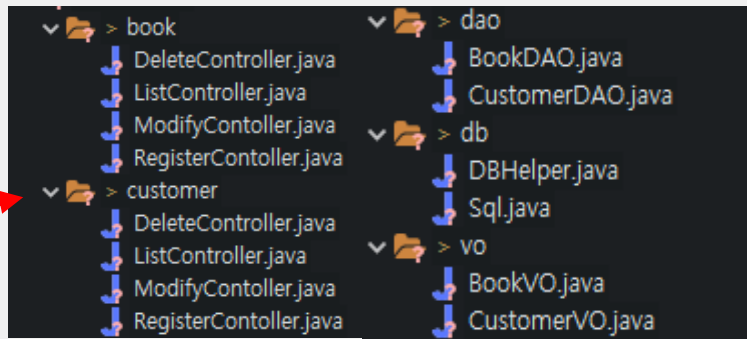 > book
DeleteController.java
ListController.java
ModifyContoller.java
RegisterContoller.java
> customer
DeleteController.java
ListController.java
ModifyContoller.java
RegisterContoller.java
> dao
BookDAO.java
CustomerDAO.java
> db
DBHelper.java
Sql.java
> vo
BookVO.java
CustomerVO.java